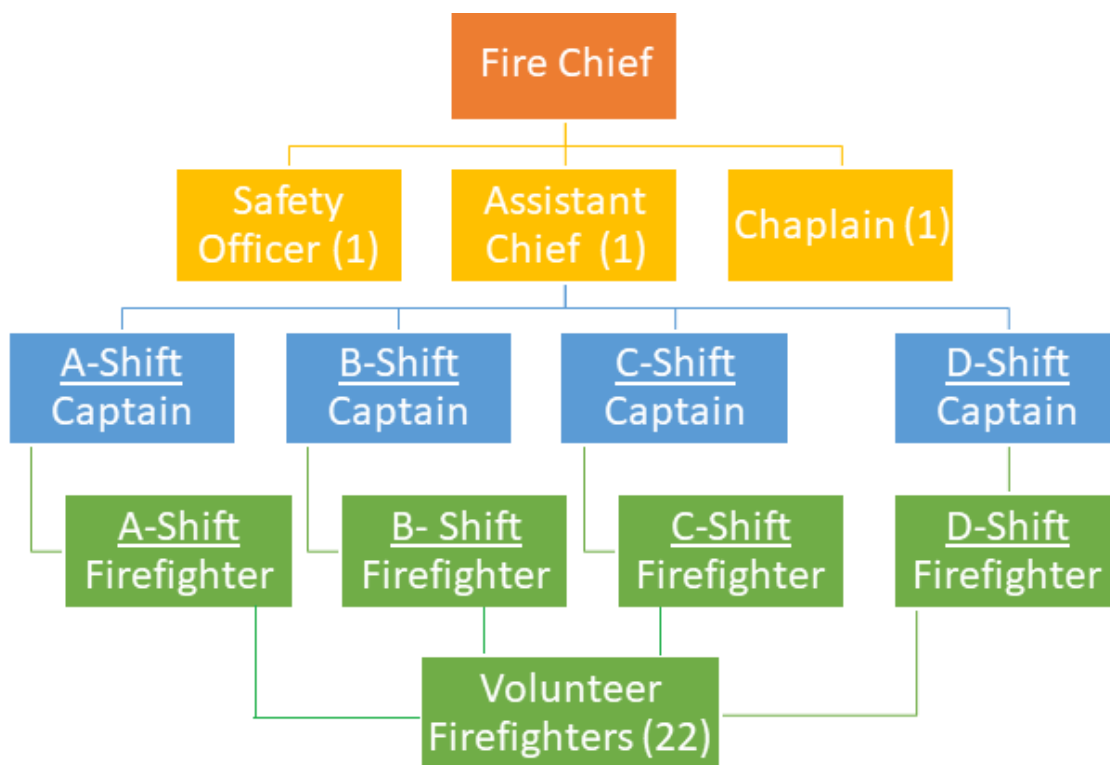 Fire Chief
Safety
Officer (1)
Assistant
Chief (1)
Chaplain (1)
A-Shift
Captain
B-Shift
Captain
C-Shift
Captain
D-Shift
Captain
A-Shift
Firefighter
B- Shift
Firefighter
C-Shift
Firefighter
D-Shift
Firefighter
Volunteer
Firefighters (22)